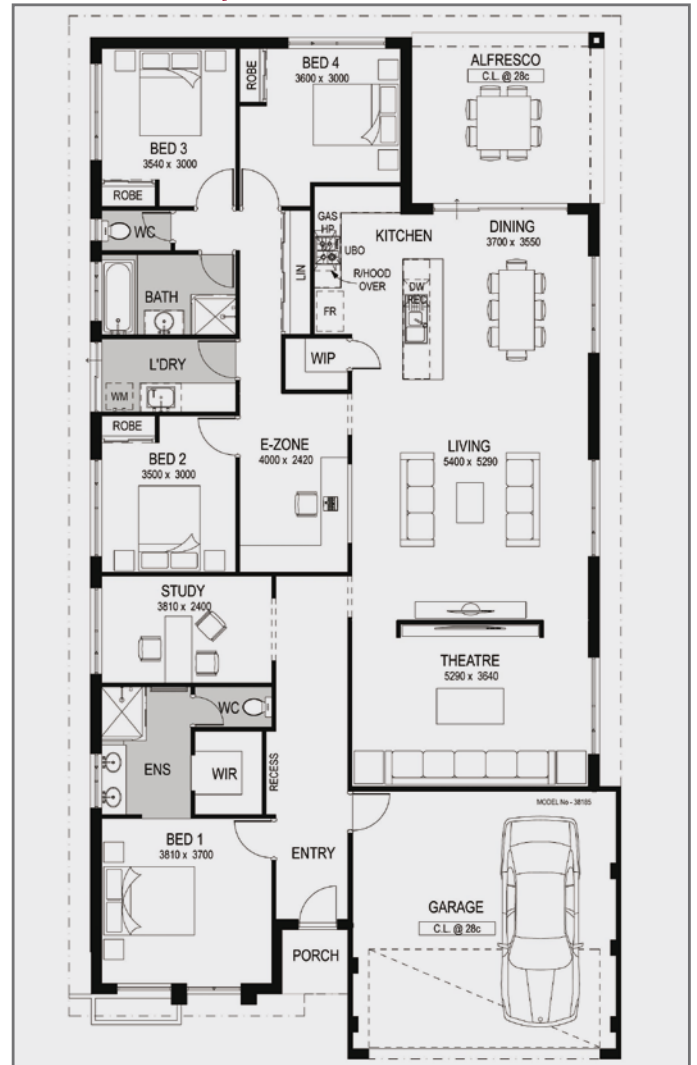 BED 3
3540 x 3000
ROBE
ROBE
BED 4
3600 x 3000
ALFRESCO
C.L. @ 28c
WC
BATH
LIN
GAS
HP
UBO
R/HOOD
OVER
FR
KITCHEN
DW
REC
DINING
3700 x 3550
WIP
L'DRY
WM
T
ROBE
BED 2
3500 x 3000
E-ZONE
4000 x 2420
LIVING
5400 x 5290
STUDY
3810 x 2400
THEATRE
5290 x 3640
WC
ENS
WIR
RECESS
BED 1
3810 x 3700
ENTRY
PORCH
MODEL No - 38185
GARAGE
C.L. @ 28c